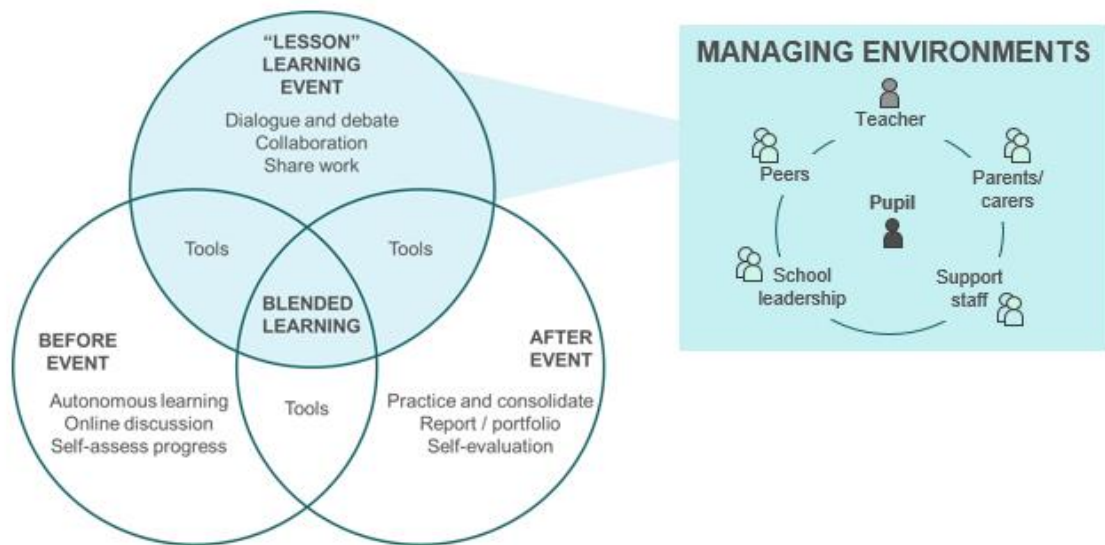 “LESSON”
LEARNING
EVENT
Dialogue and debate
Collaboration
Share work
Tools
Tools
BLENDED
LEARNING
BEFORE
EVENT
Autonomous learning
Online discussion
Self-assess progress
Tools
AFTER
EVENT
Practice and consolidate
Report / portfolio
Self-evaluation
MANAGING ENVIRONMENTS
Teacher
Peers
Parents/
carers
Pupil
School
leadership
Support
staff